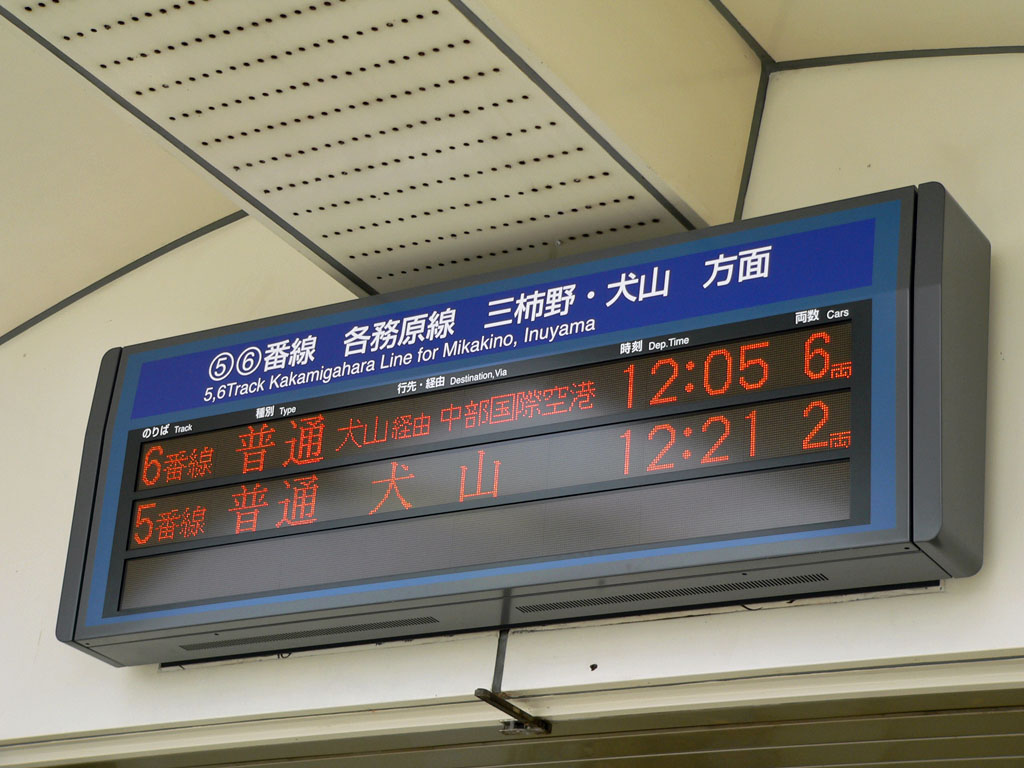 ⑤⑥番線 各務原線 三柿野・犬山 方面
5,6Track Kakamigahara Line for Mikakino, Inuyama
のりば Track 種別 Type 行先・経由 Destination,Via 時刻 Dep.Time 両数 Cars
6番線 普通 犬山経由 中部国際空港 12:05 6両
5番線 普通 犬山 12:21 2両